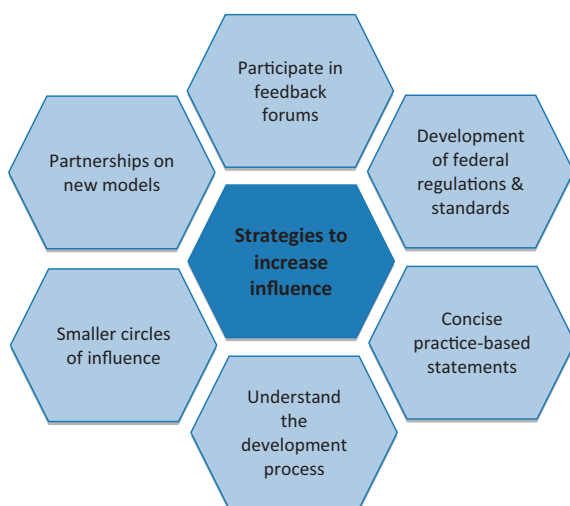 Participate in
feedback
forums
Development
of federal
regulations &
standards
Concise
practice-based
statements
Understand
the
development
process
Smaller circles
of influence
Partnerships on
new models
Strategies to
increase
influence